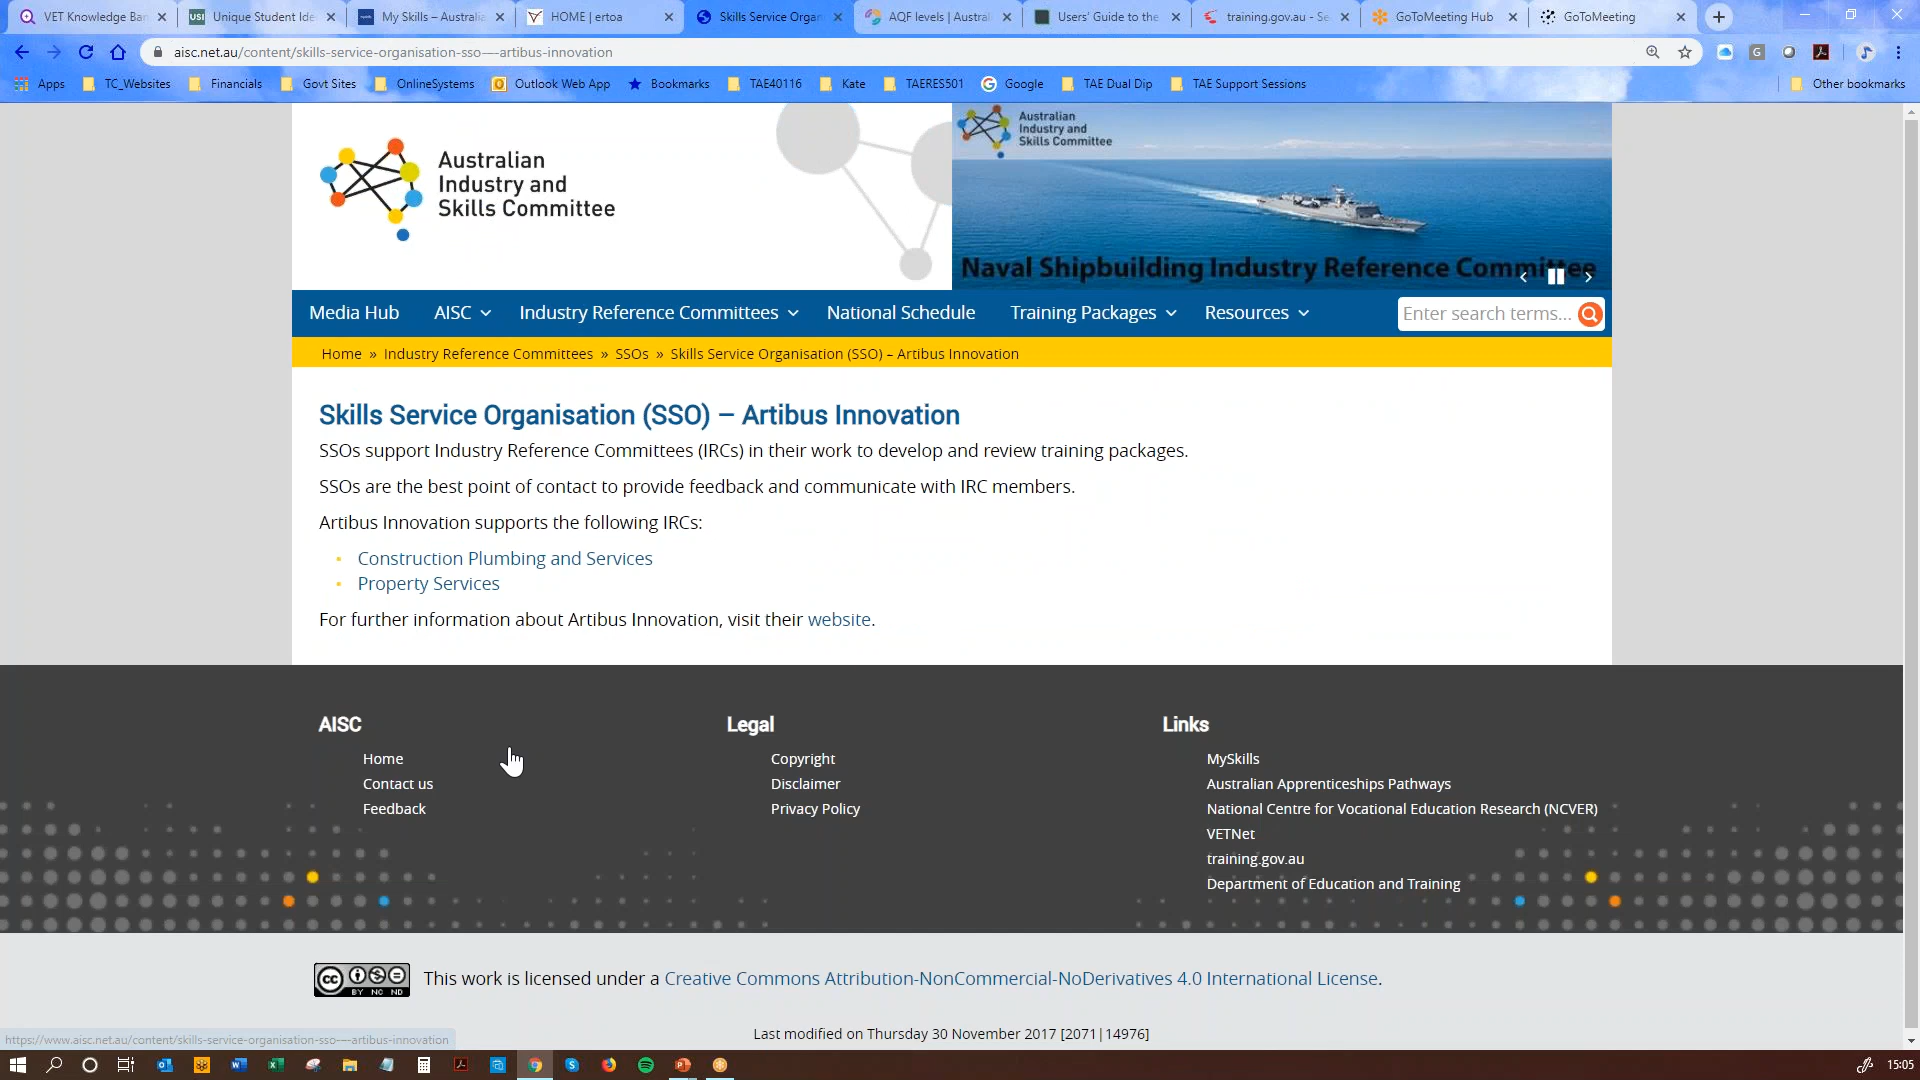 VET Knowledge Ban
USI Unique Student Ide
My Skills – Australia
HOME | ertoa
Skills Service Organ
AQF levels | Austral
Users' Guide to the
training.gov.au - Se
GoToMeeting Hub
GoToMeeting
aisc.net.au/content/skills-service-organisation-sso-–-artibus-innovation
Apps TC_Websites Financials Govt Sites OnlineSystems Outlook Web App Bookmarks TAE40116 Kate TAERES501 Google TAE Dual Dip TAE Support Sessions Other bookmarks
Australian
Industry and
Skills Committee
Australian
Industry and
Skills Committee
Naval Shipbuilding Industry Reference Committee
Media Hub AISC Industry Reference Committees National Schedule Training Packages Resources Enter search terms...
Home » Industry Reference Committees » SSOs » Skills Service Organisation (SSO) – Artibus Innovation
Skills Service Organisation (SSO) – Artibus Innovation
SSOs support Industry Reference Committees (IRCs) in their work to develop and review training packages.
SSOs are the best point of contact to provide feedback and communicate with IRC members.
Artibus Innovation supports the following IRCs:
Construction Plumbing and Services
Property Services
For further information about Artibus Innovation, visit their website.
AISC
Home
Contact us
Feedback
Legal
Copyright
Disclaimer
Privacy Policy
Links
MySkills
Australian Apprenticeships Pathways
National Centre for Vocational Education Research (NCVER)
VETNet
training.gov.au
Department of Education and Training
CC BY NC ND
This work is licensed under a Creative Commons Attribution-NonCommercial-NoDerivatives 4.0 International License.
Last modified on Thursday 30 November 2017 [2071|14976]
https://www.aisc.net.au/content/skills-service-organisation-sso-–-artibus-innovation
15:05